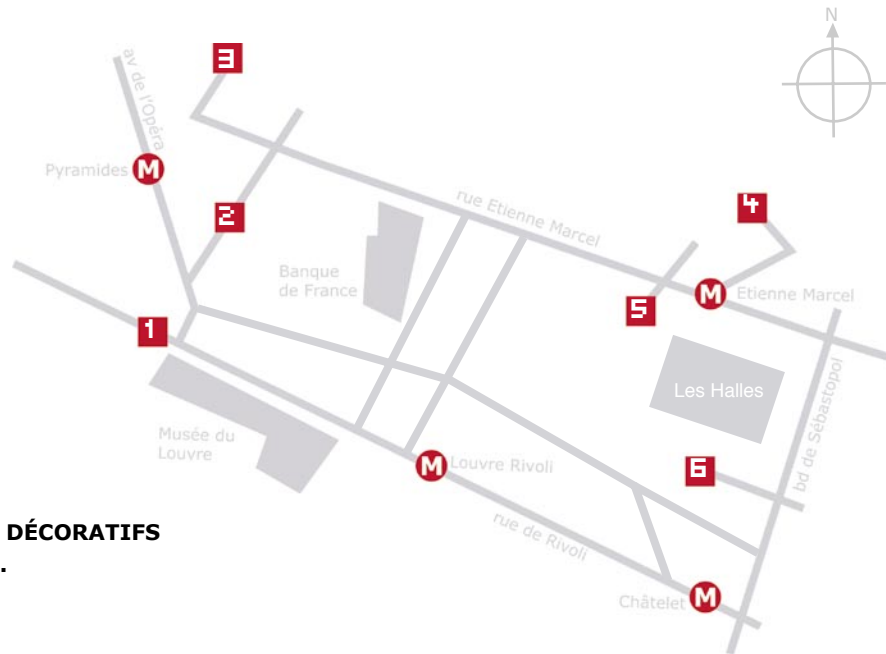 N
3
av de l'Opéra
Pyramides M
2
4
rue Etienne Marcel
Banque
de France
M Etienne Marcel
5
1
Les Halles
Musée du
Louvre
bd de Sébastopol
M Louvre Rivoli
6
rue de Rivoli
DÉCORATIFS
.
Châtelet M